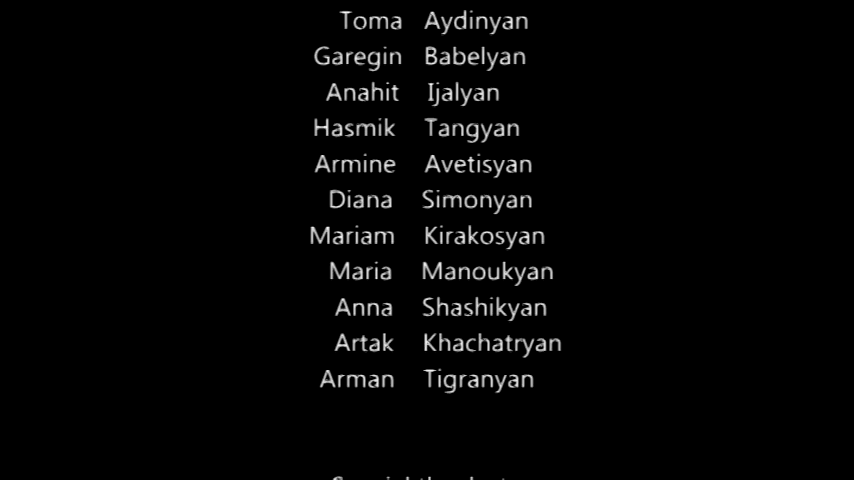 Toma Aydinyan
Garegin Babelyan
Anahit Ijalyan
Hasmik Tangyan
Armine Avetisyan
Diana Simonyan
Mariam Kirakosyan
Maria Manoukyan
Anna Shashikyan
Artak Khachatryan
Arman Tigranyan